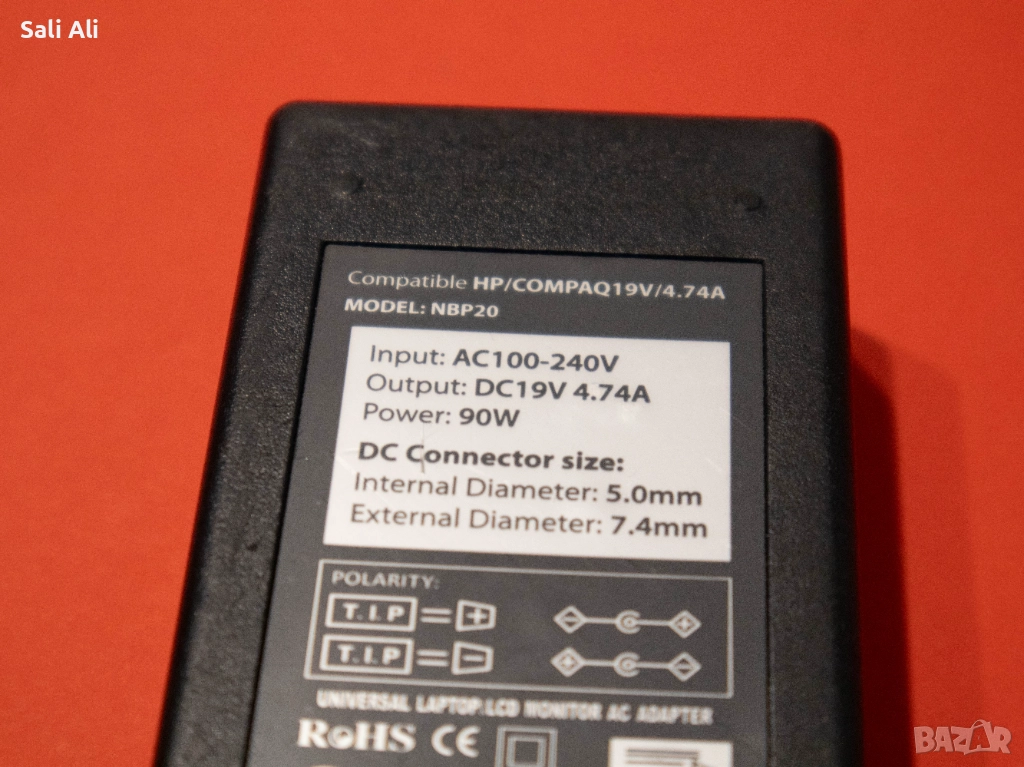 Sali Ali
Compatible HP/COMPAQ19V/4.74A
MODEL: NBP20
Input: AC100-240V
Output: DC19V 4.74A
Power: 90W
DC Connector size:
Internal Diameter: 5.0mm
External Diameter: 7.4mm
POLARITY:
T.I.P = +
T.I.P = -
UNIVERSAL LAPTOP/LCD MONITOR AC ADAPTER
RoHS CE
BAZAR